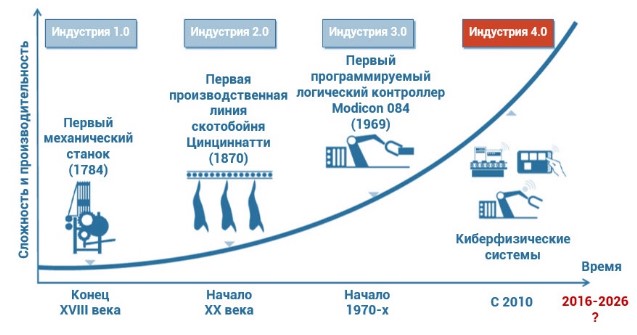 Индустрия 1.0
Индустрия 2.0
Индустрия 3.0
Индустрия 4.0
Сложность и производительность
Первый
механический
станок
(1784)
Первая
производственная
линия
скотобойня
Цинциннатти
(1870)
Первый
программируемый
логический контроллер
Modicon 084
(1969)
Киберфизические
системы
Время
Конец
XVIII века
Начало
XX века
Начало
1970-х
С 2010
2016-2026
?